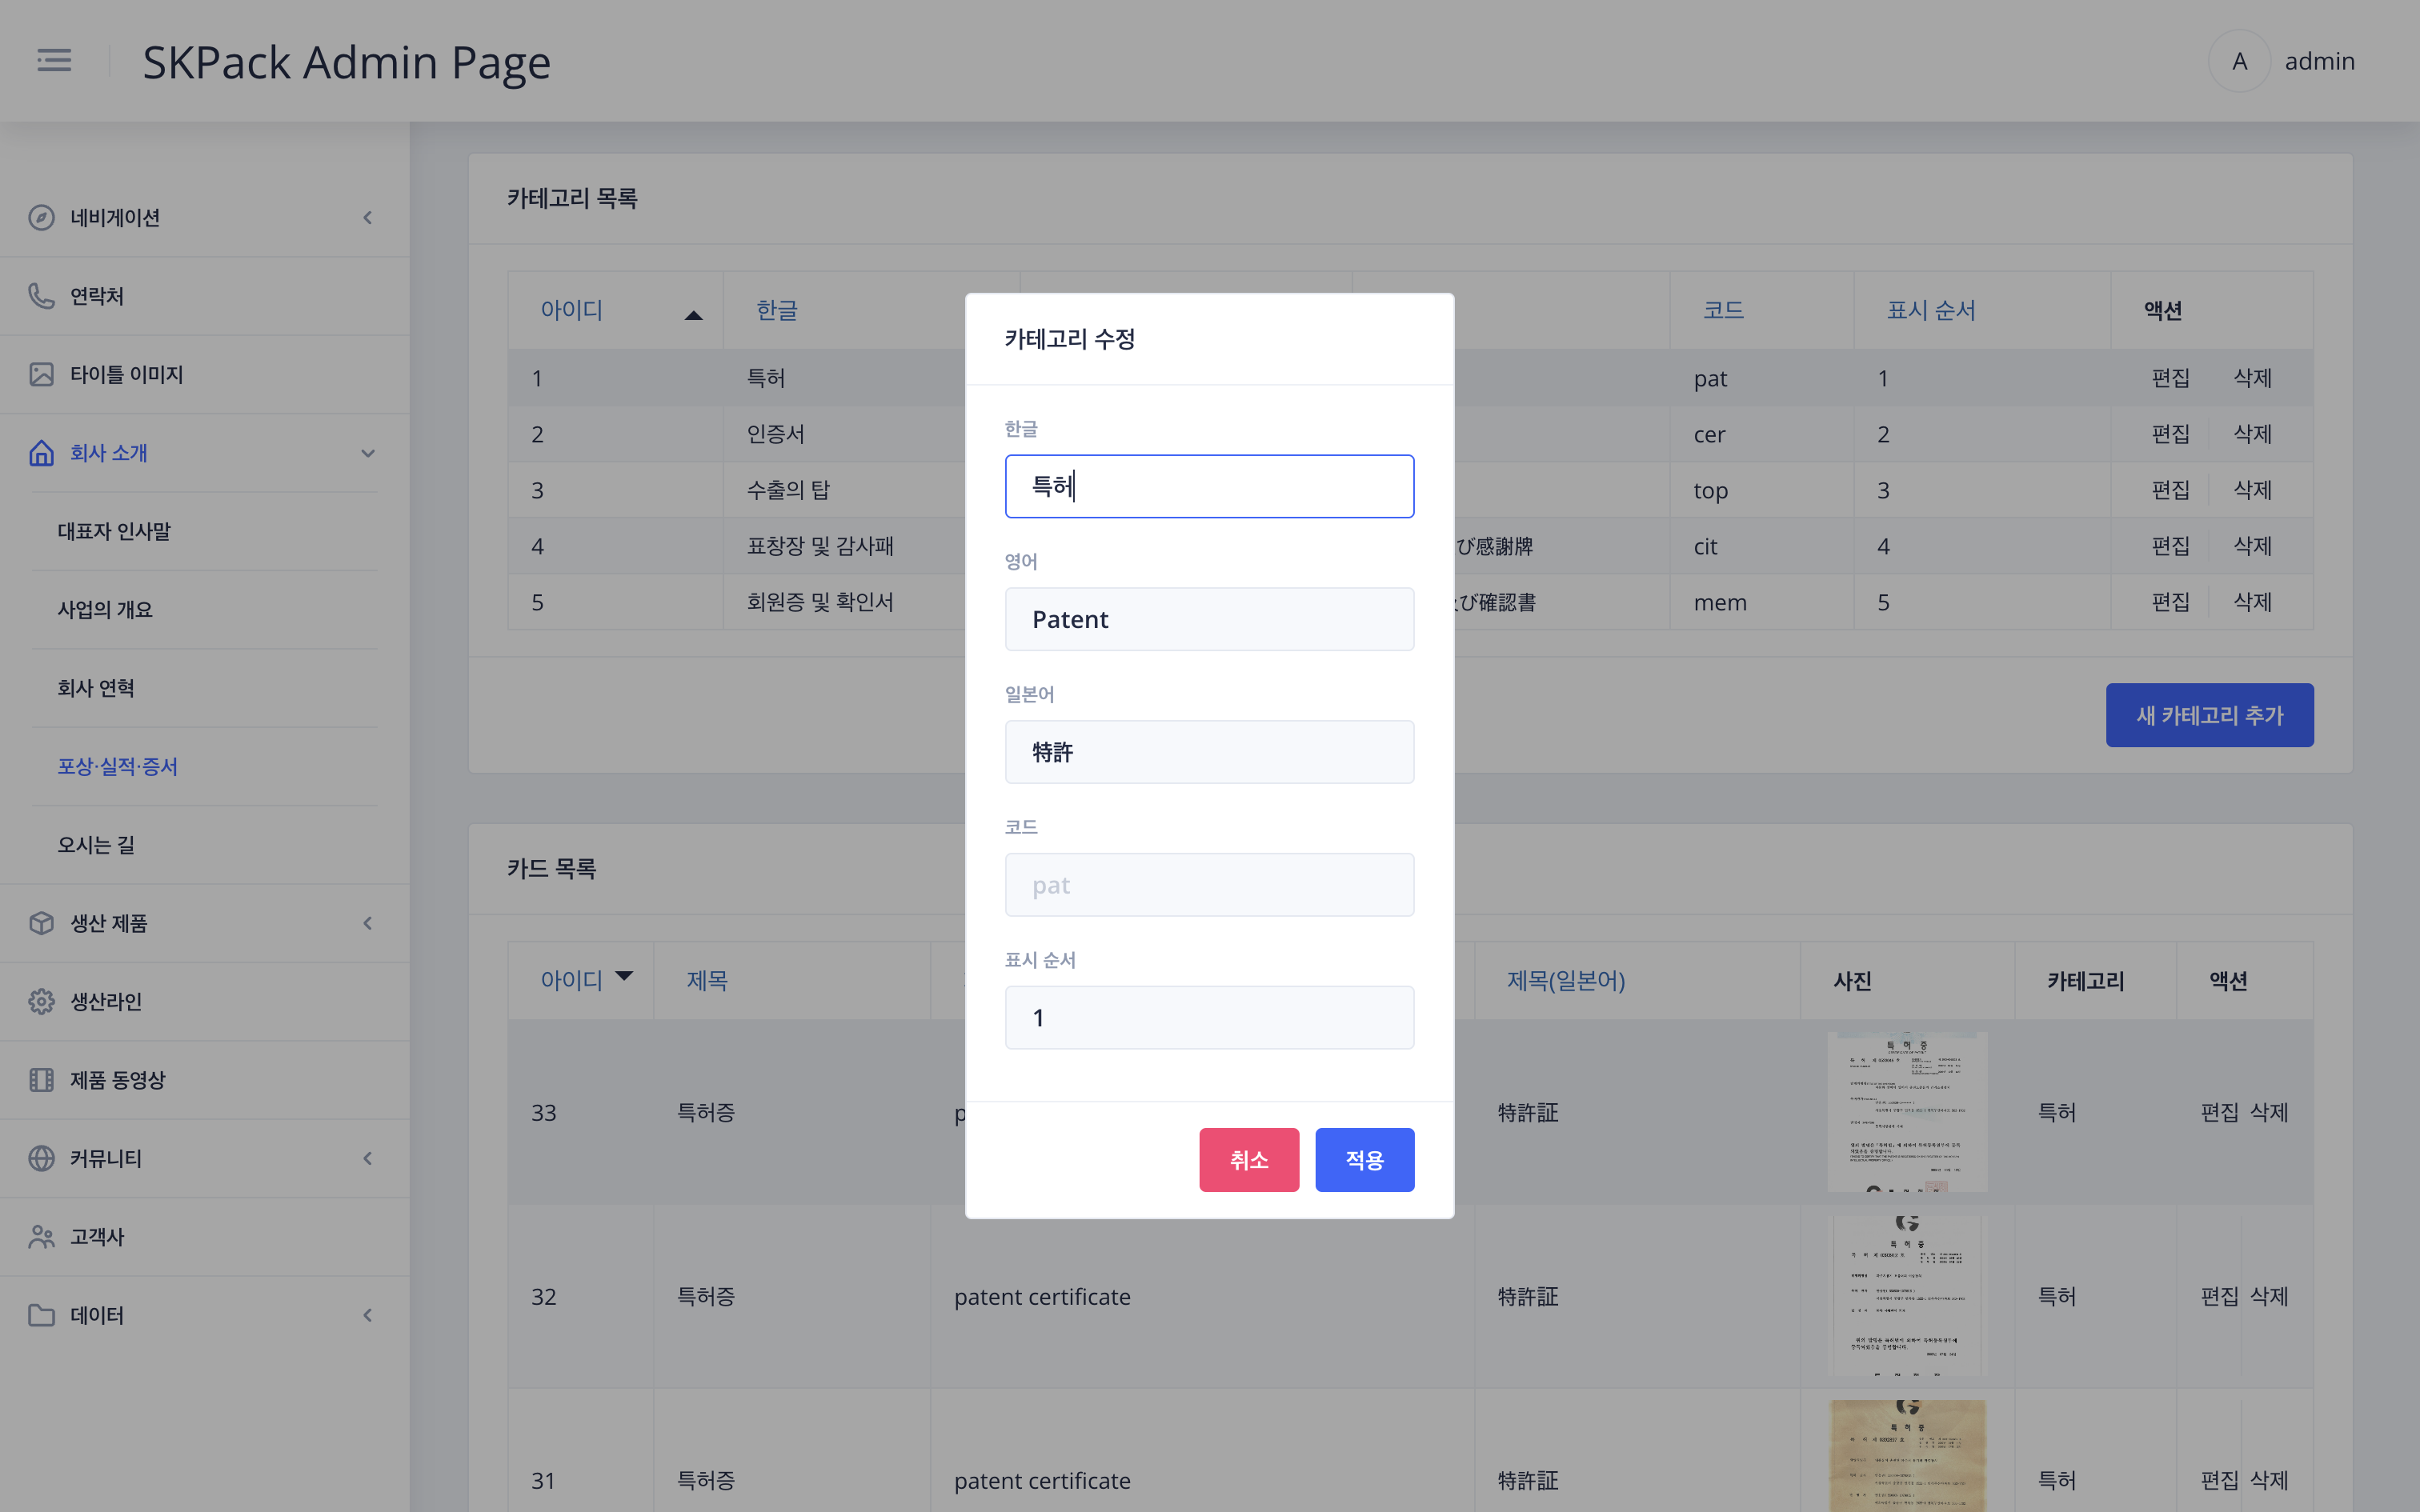 SKPack Admin Page
A admin
네비게이션
연락처
타이틀 이미지
회사 소개
대표자 인사말
사업의 개요
회사 연혁
포상·실적·증서
오시는 길
생산 제품
생산라인
제품 동영상
커뮤니티
고객사
데이터
카테고리 목록
아이디 한글 코드 표시 순서 액션
1 특허 pat 1 편집 삭제
2 인증서 cer 2 편집 삭제
3 수출의 탑 top 3 편집 삭제
4 표창장 및 감사패 び感謝牌 cit 4 편집 삭제
5 회원증 및 확인서 び確認書 mem 5 편집 삭제
새 카테고리 추가
카테고리 수정
한글
특허
영어
Patent
일본어
特許
코드
pat
표시 순서
1
취소 적용
카드 목록
아이디 제목 제목(일본어) 사진 카테고리 액션
33 특허증 p 特許証 특허 편집 삭제
특 허 증
32 특허증 patent certificate 特許証 특허 편집 삭제
특 허 증
31 특허증 patent certificate 特許証 특허 편집 삭제
특 허 증